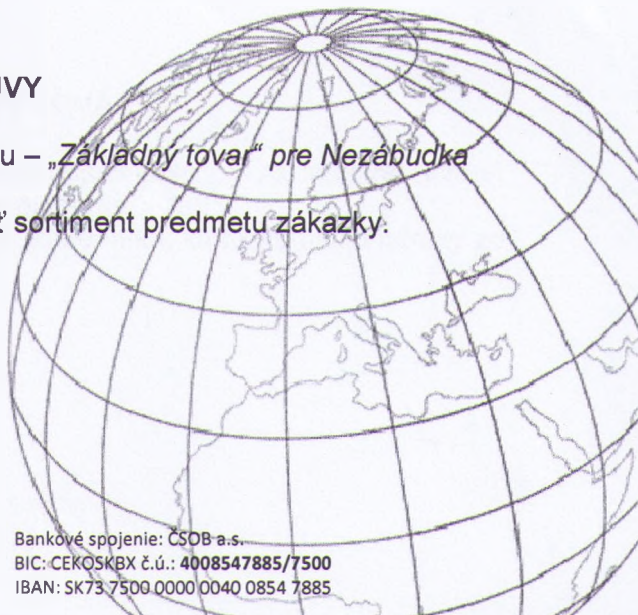 UVY
u – „Základný tovar“ pre Nezábudka
ť sortiment predmetu zákazky.
Bankové spojenie: ČSOB a.s.
BIC: CEKOSKBX č.ú.: 4008547885/7500
IBAN: SK73 7500 0000 0040 0854 7885